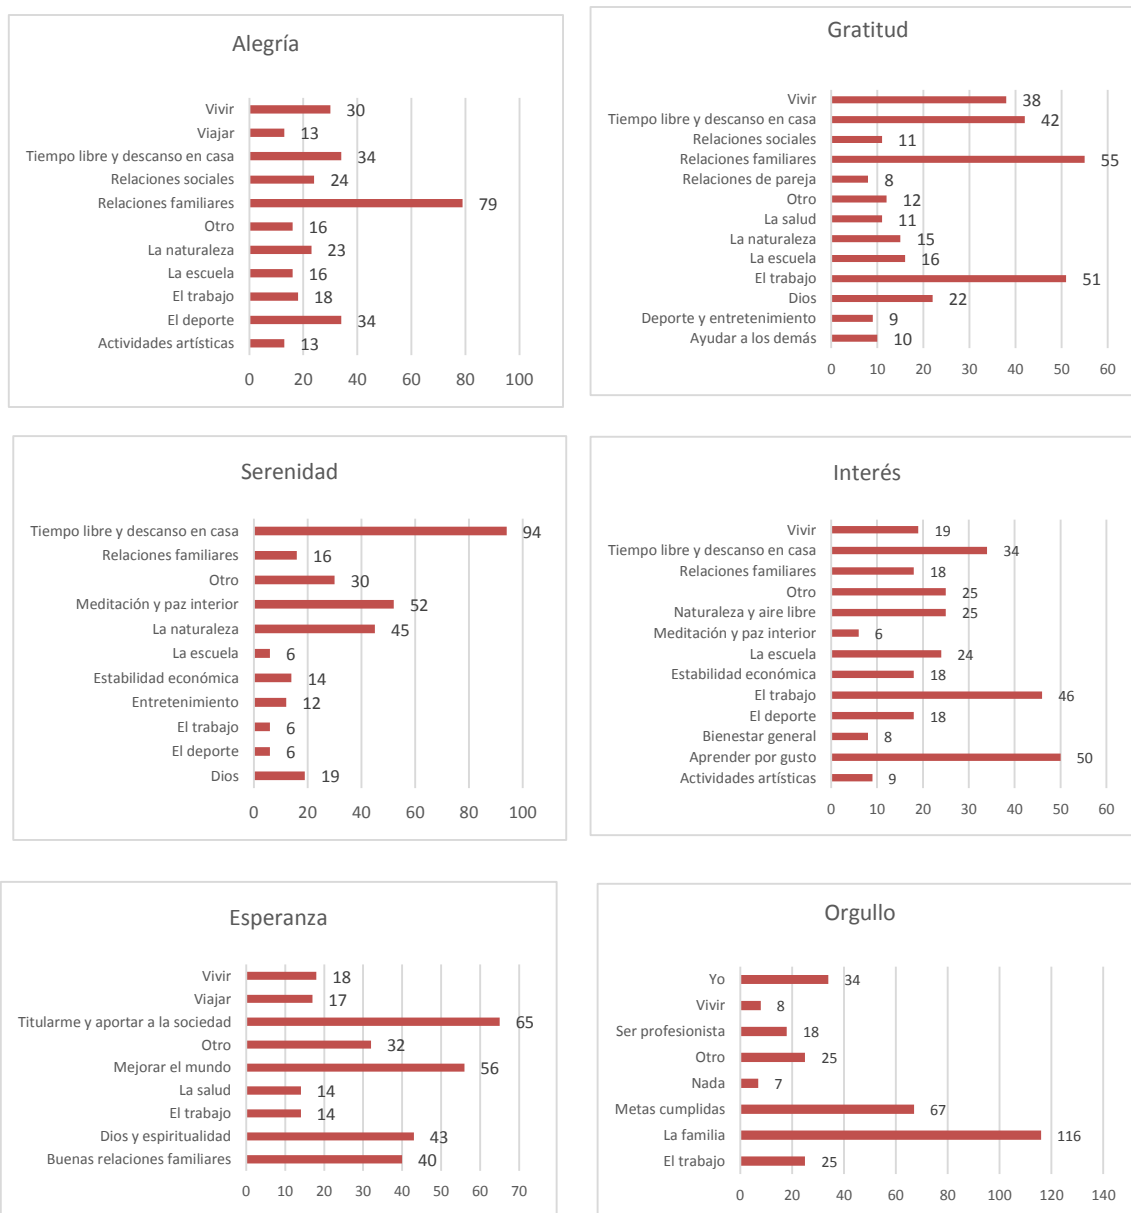 Alegría
Vivir 30
Viajar 13
Tiempo libre y descanso en casa 34
Relaciones sociales 24
Relaciones familiares 79
Otro 16
La naturaleza 23
La escuela 16
El trabajo 18
El deporte 34
Actividades artísticas 13
0 20 40 60 80 100
Gratitud
Vivir 38
Tiempo libre y descanso en casa 42
Relaciones sociales 11
Relaciones familiares 55
Relaciones de pareja 8
Otro 12
La salud 11
La naturaleza 15
La escuela 16
El trabajo 51
Dios 22
Deporte y entretenimiento 9
Ayudar a los demás 10
0 10 20 30 40 50 60
Serenidad
Tiempo libre y descanso en casa 94
Relaciones familiares 16
Otro 30
Meditación y paz interior 52
La naturaleza 45
La escuela 6
Estabilidad económica 14
Entretenimiento 12
El trabajo 6
El deporte 6
Dios 19
0 20 40 60 80 100
Interés
Vivir 19
Tiempo libre y descanso en casa 34
Relaciones familiares 18
Otro 25
Naturaleza y aire libre 25
Meditación y paz interior 6
La escuela 24
Estabilidad económica 18
El trabajo 46
El deporte 18
Bienestar general 8
Aprender por gusto 50
Actividades artísticas 9
0 10 20 30 40 50 60
Esperanza
Vivir 18
Viajar 17
Titularme y aportar a la sociedad 65
Otro 32
Mejorar el mundo 56
La salud 14
El trabajo 14
Dios y espiritualidad 43
Buenas relaciones familiares 40
0 10 20 30 40 50 60 70
Orgullo
Yo 34
Vivir 8
Ser profesionista 18
Otro 25
Nada 7
Metas cumplidas 67
La familia 116
El trabajo 25
0 20 40 60 80 100 120 140